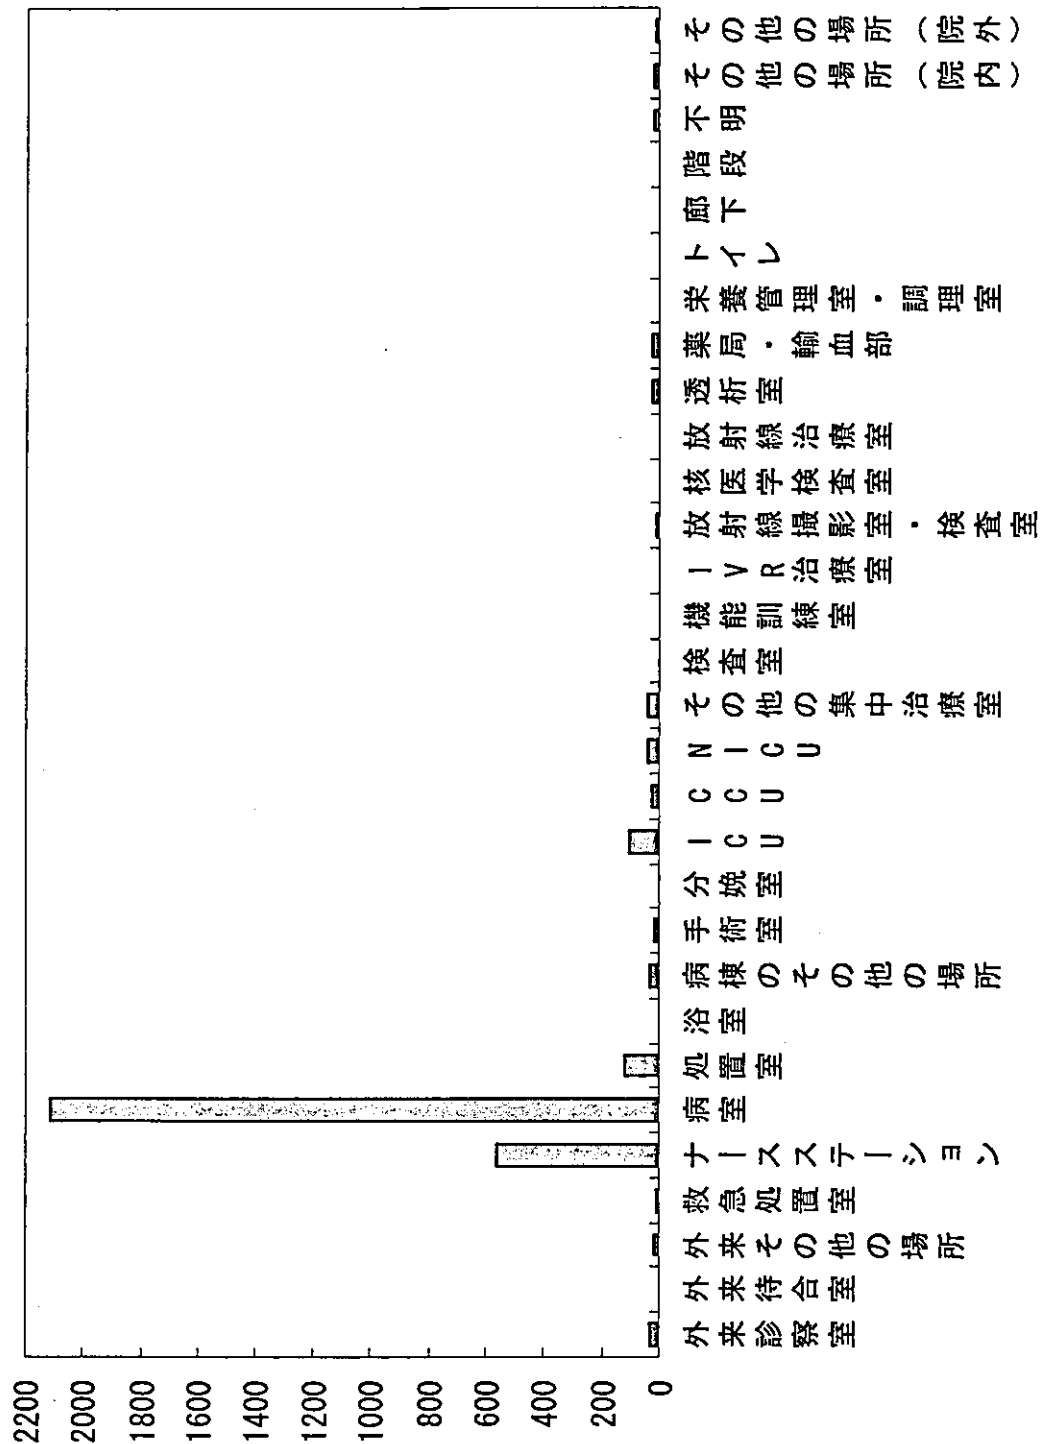 2200
2000
1800
1600
1400
1200
1000
800
600
400
200
0
外来診察室
外来待合室
外来その他の場所
救急処置室
ナースステーション
病室
処置室
浴室
病棟のその他の場所
手術室
分娩室
ICU
CCU
NICU
その他の集中治療室
検査室
機能訓練室
IVR治療室
放射線撮影室・検査室
核医学検査室
放射線治療室
透析室
薬局・輸血部
栄養管理室・調理室
トイレ
廊下
階段
不明
その他の場所(院内)
その他の場所(院外)